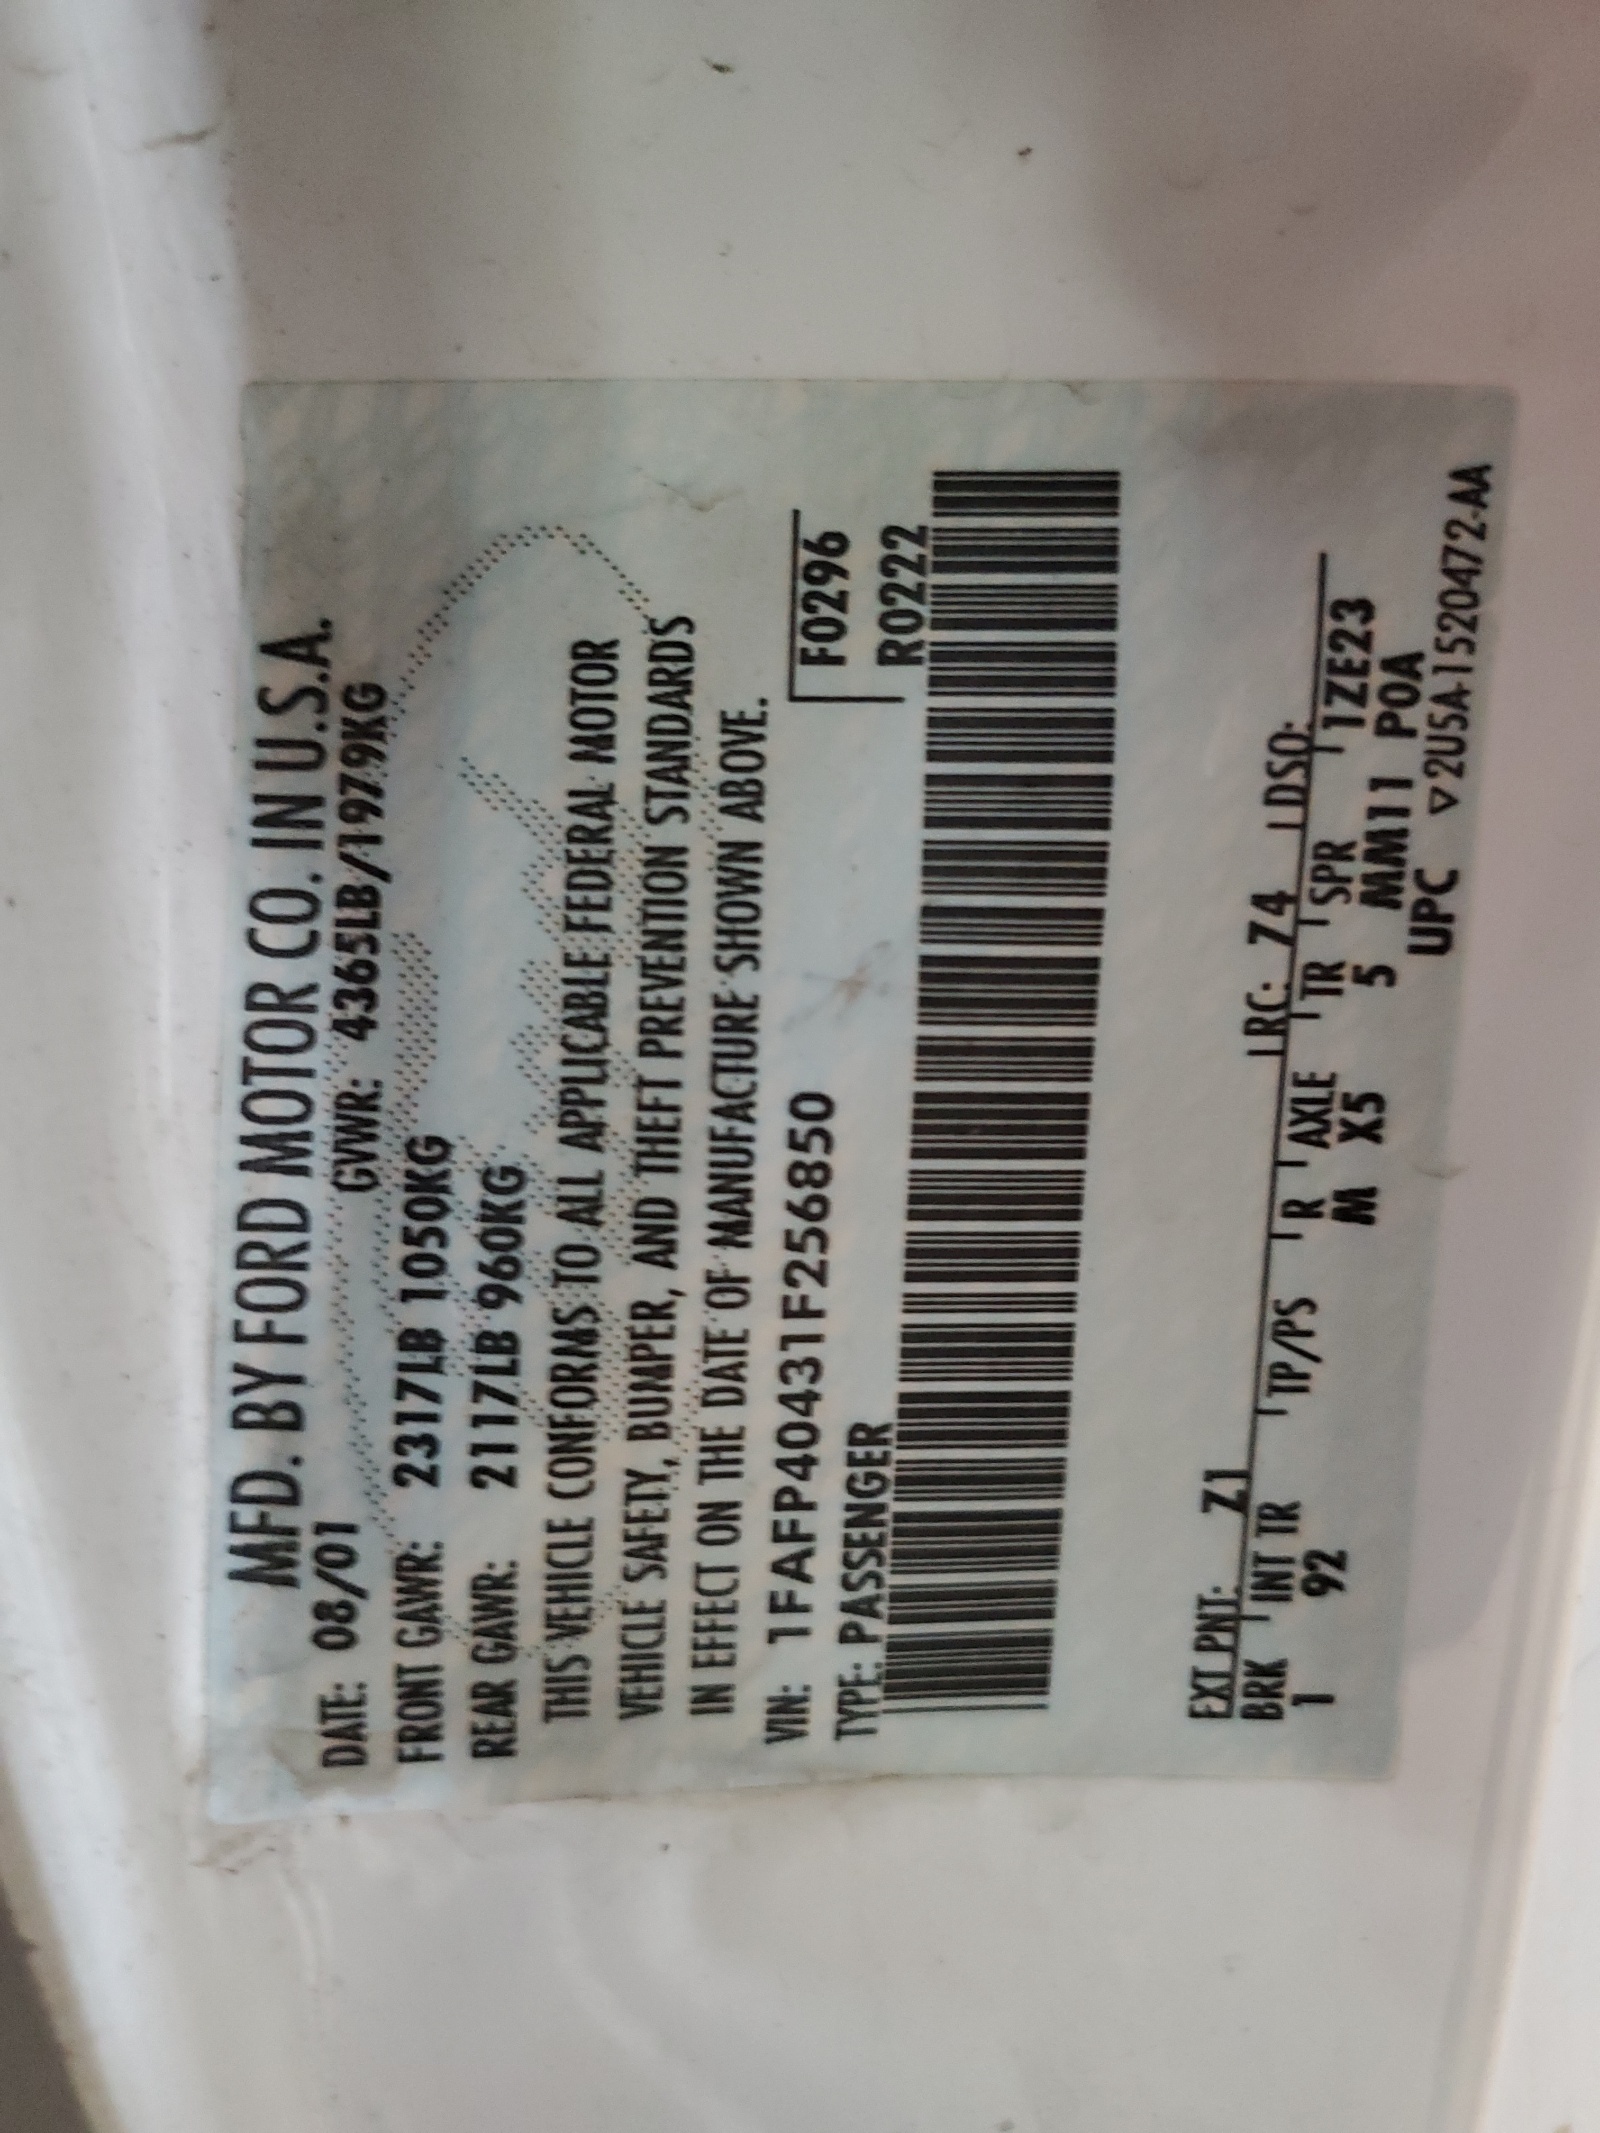 MFD. BY FORD MOTOR CO. IN U.S.A.
DATE: 08/01 GVWR: 4365LB/1979KG
FRONT GAWR: 2317LB 1050KG
REAR GAWR: 2117LB 960KG
THIS VEHICLE CONFORMS TO ALL APPLICABLE FEDERAL MOTOR
VEHICLE SAFETY, BUMPER, AND THEFT PREVENTION STANDARDS
IN EFFECT ON THE DATE OF MANUFACTURE SHOWN ABOVE.
VIN: 1FAFP40431F256850 F0296
TYPE: PASSENGER R0222
EXT PNT: Z1 RC: Z4 DSO:
BRK INT TR TP/PS R AXLE TR SPR 1ZE23
1 92 M X5 5 MM11 POA
UPC ▽2U5A-1520472-AA